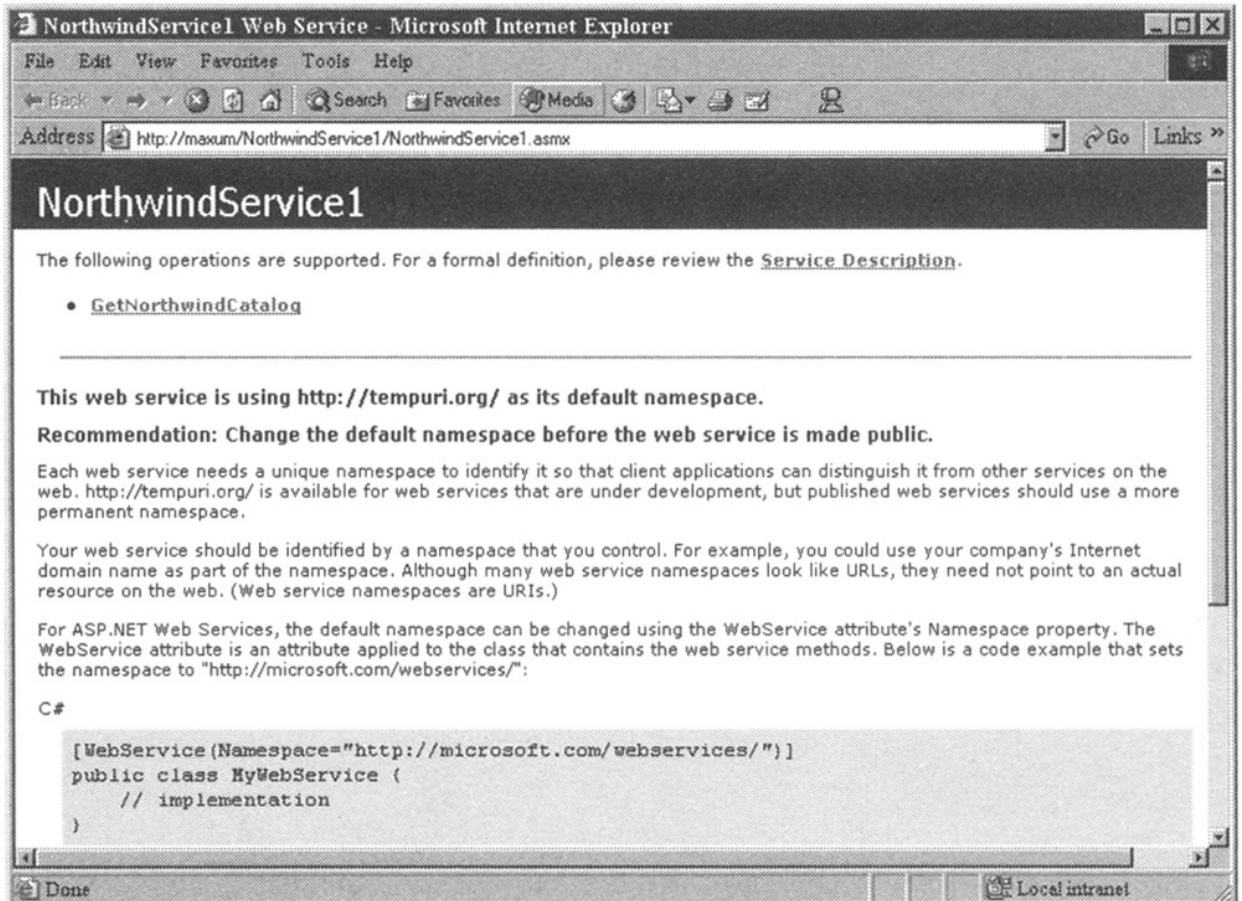 NorthwindService1 Web Service - Microsoft Internet Explorer
File Edit View Favorites Tools Help
Back Search Favorites Media
Address http://maxum/NorthwindService1/NorthwindService1.asmx Go Links »
NorthwindService1
The following operations are supported. For a formal definition, please review the Service Description.
• GetNorthwindCatalog
This web service is using http://tempuri.org/ as its default namespace.
Recommendation: Change the default namespace before the web service is made public.
Each web service needs a unique namespace to identify it so that client applications can distinguish it from other services on the
web. http://tempuri.org/ is available for web services that are under development, but published web services should use a more
permanent namespace.
Your web service should be identified by a namespace that you control. For example, you could use your company's Internet
domain name as part of the namespace. Although many web service namespaces look like URLs, they need not point to an actual
resource on the web. (Web service namespaces are URIs.)
For ASP.NET Web Services, the default namespace can be changed using the WebService attribute's Namespace property. The
WebService attribute is an attribute applied to the class that contains the web service methods. Below is a code example that sets
the namespace to "http://microsoft.com/webservices/":
C#
[WebService(Namespace="http://microsoft.com/webservices/")]
public class MyWebService {
// implementation
}
Done Local intranet